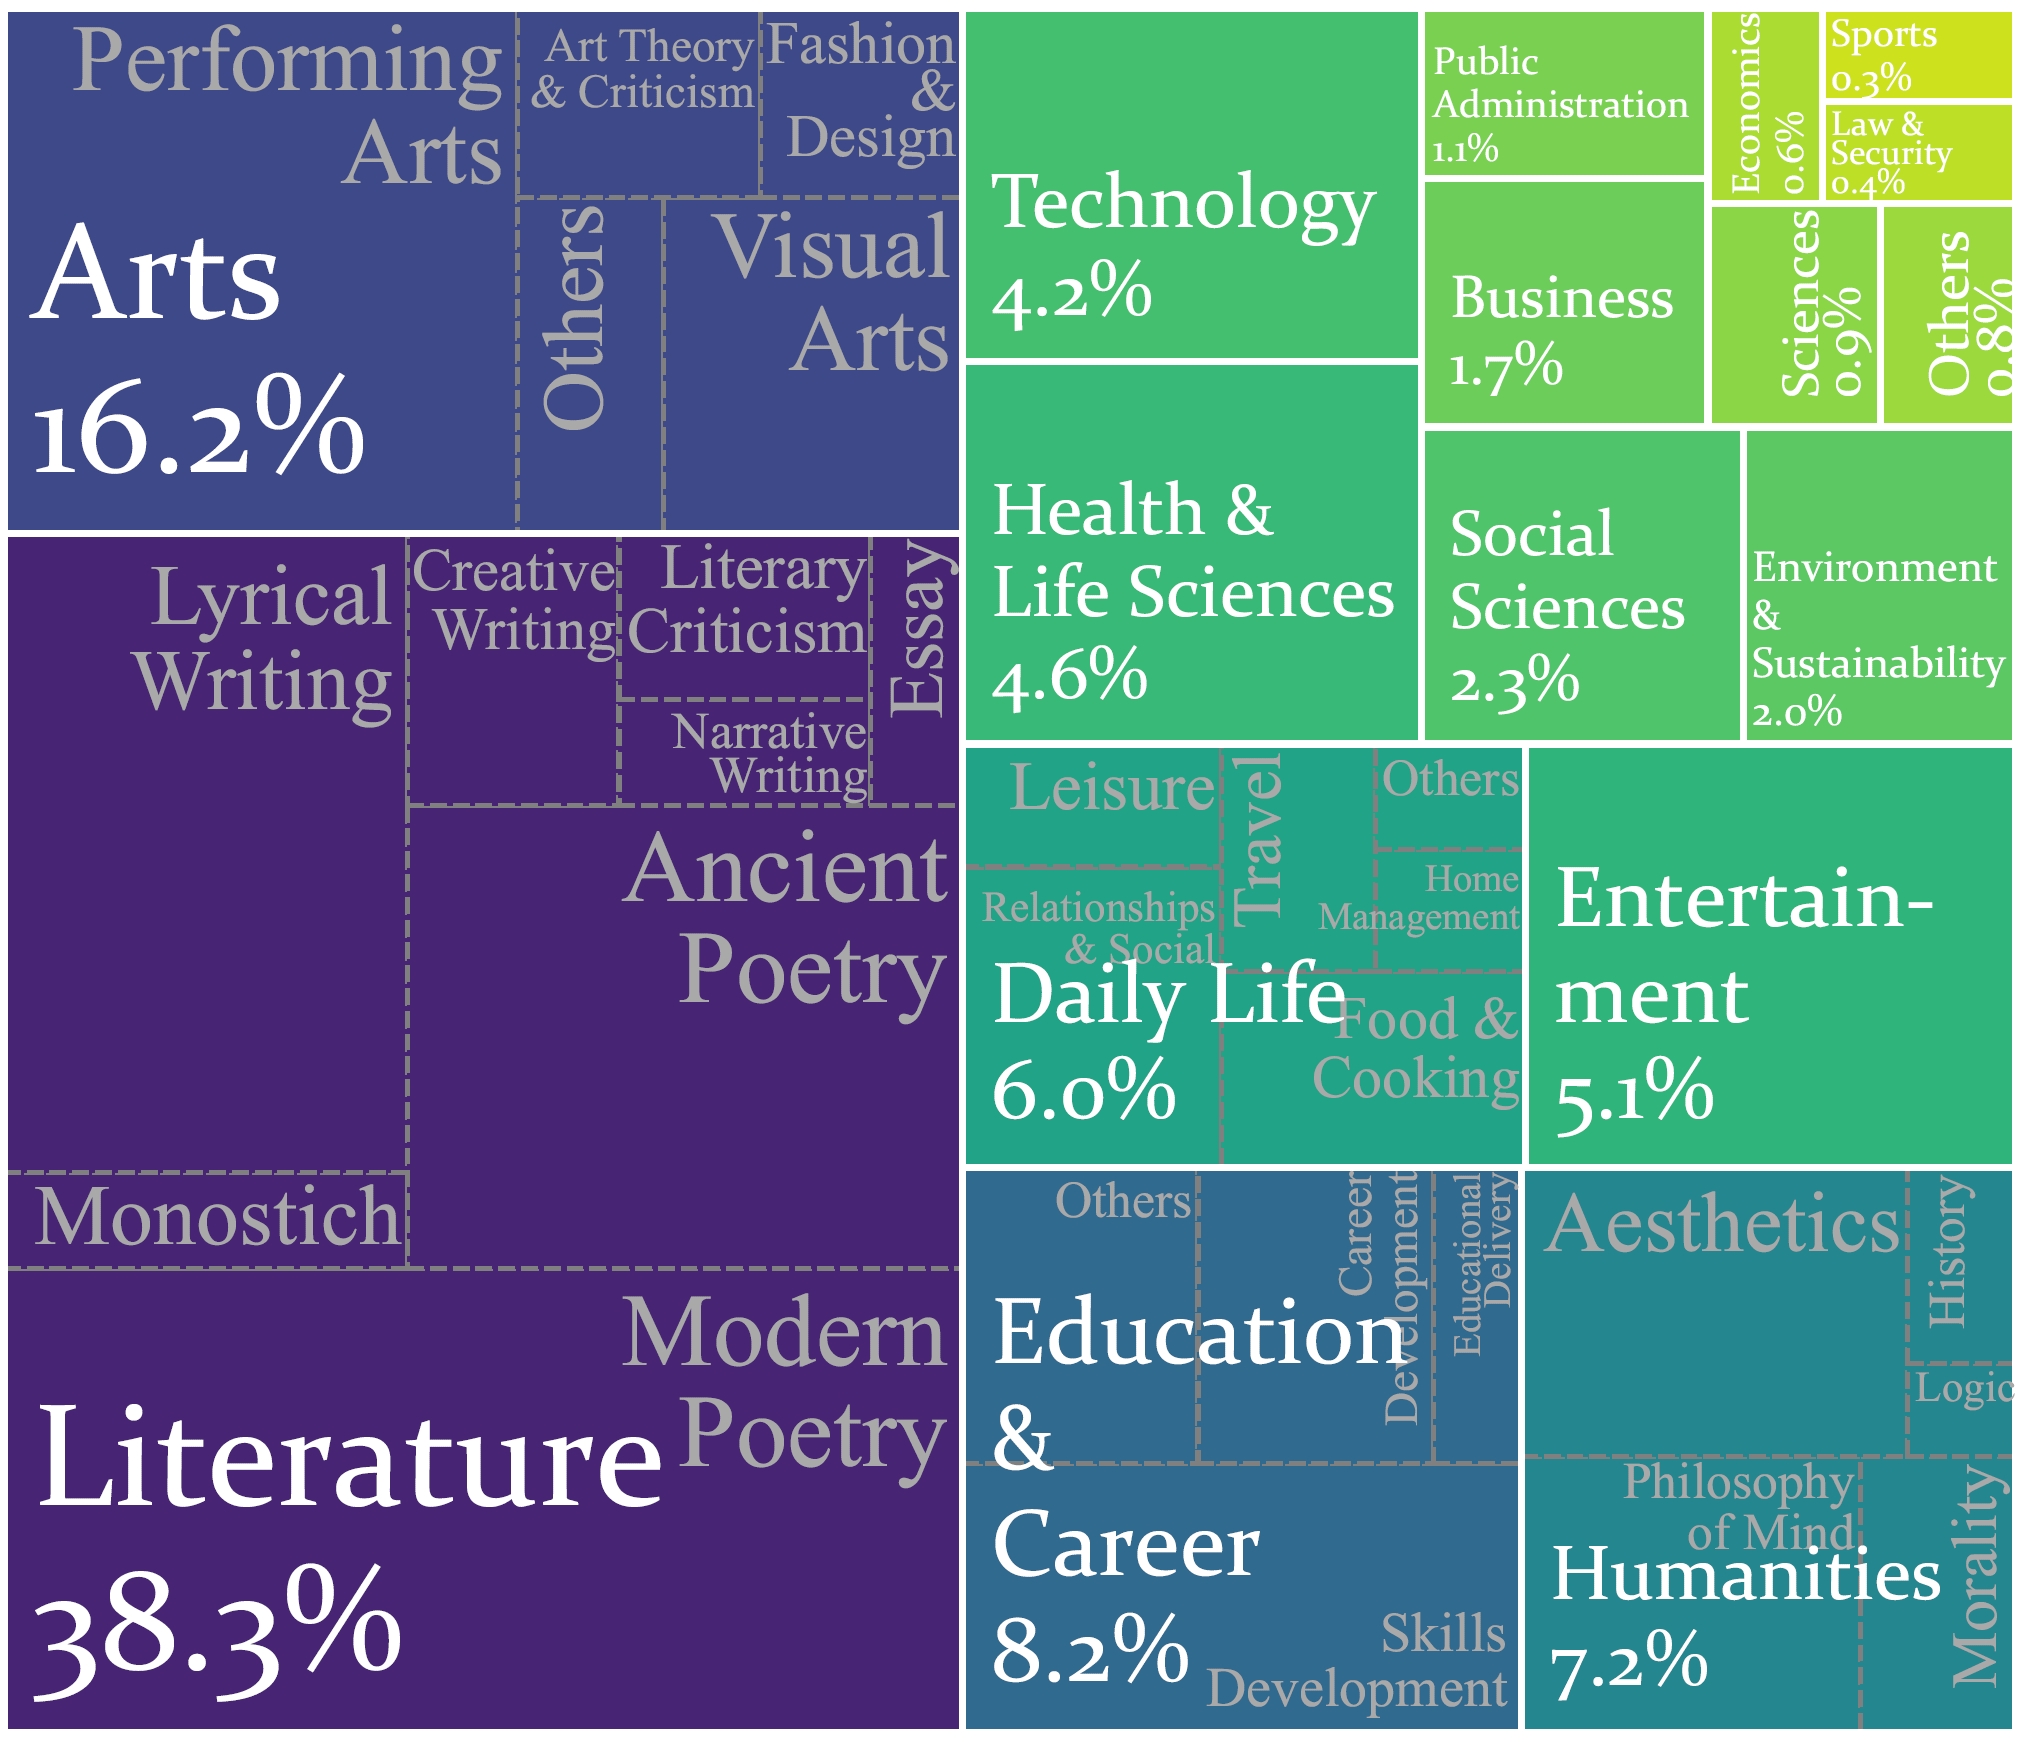 Performing
Arts
Art Theory
& Criticism
Fashion
&
Design
Others
Visual
Arts
Arts
16.2%
Lyrical
Writing
Creative
Writing
Literary
Criticism
Narrative
Writing
Essay
Ancient
Poetry
Monostich
Modern
Poetry
Literature
38.3%
Technology
4.2%
Health &
Life Sciences
4.6%
Public
Administration
1.1%
Business
1.7%
Economics
0.6%
Sports
0.3%
Law &
Security
0.4%
Sciences
0.9%
Others
0.8%
Social
Sciences
2.3%
Environment
&
Sustainability
2.0%
Leisure
Relationships
& Social
Travel
Others
Home
Management
Food &
Cooking
Daily Life
6.0%
Entertain-
ment
5.1%
Others
Career
Development
Educational
Delivery
Education
&
Career
8.2%
Skills
Development
Aesthetics
History
Logic
Philosophy
of Mind
Morality
Humanities
7.2%